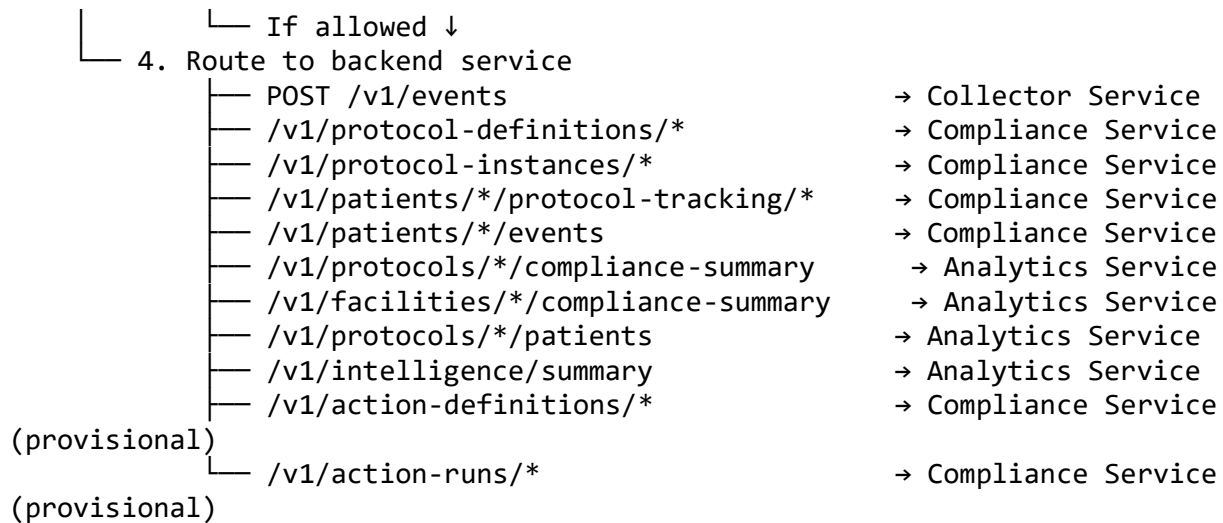 │       └── If allowed ↓
└── 4. Route to backend service
        ├── POST /v1/events                         → Collector Service
        ├── /v1/protocol-definitions/*              → Compliance Service
        ├── /v1/protocol-instances/*                → Compliance Service
        ├── /v1/patients/*/protocol-tracking/*      → Compliance Service
        ├── /v1/patients/*/events                   → Compliance Service
        ├── /v1/protocols/*/compliance-summary       → Analytics Service
        ├── /v1/facilities/*/compliance-summary      → Analytics Service
        ├── /v1/protocols/*/patients                → Analytics Service
        ├── /v1/intelligence/summary                → Analytics Service
        ├── /v1/action-definitions/*                → Compliance Service
(provisional)
        └── /v1/action-runs/*                       → Compliance Service
(provisional)